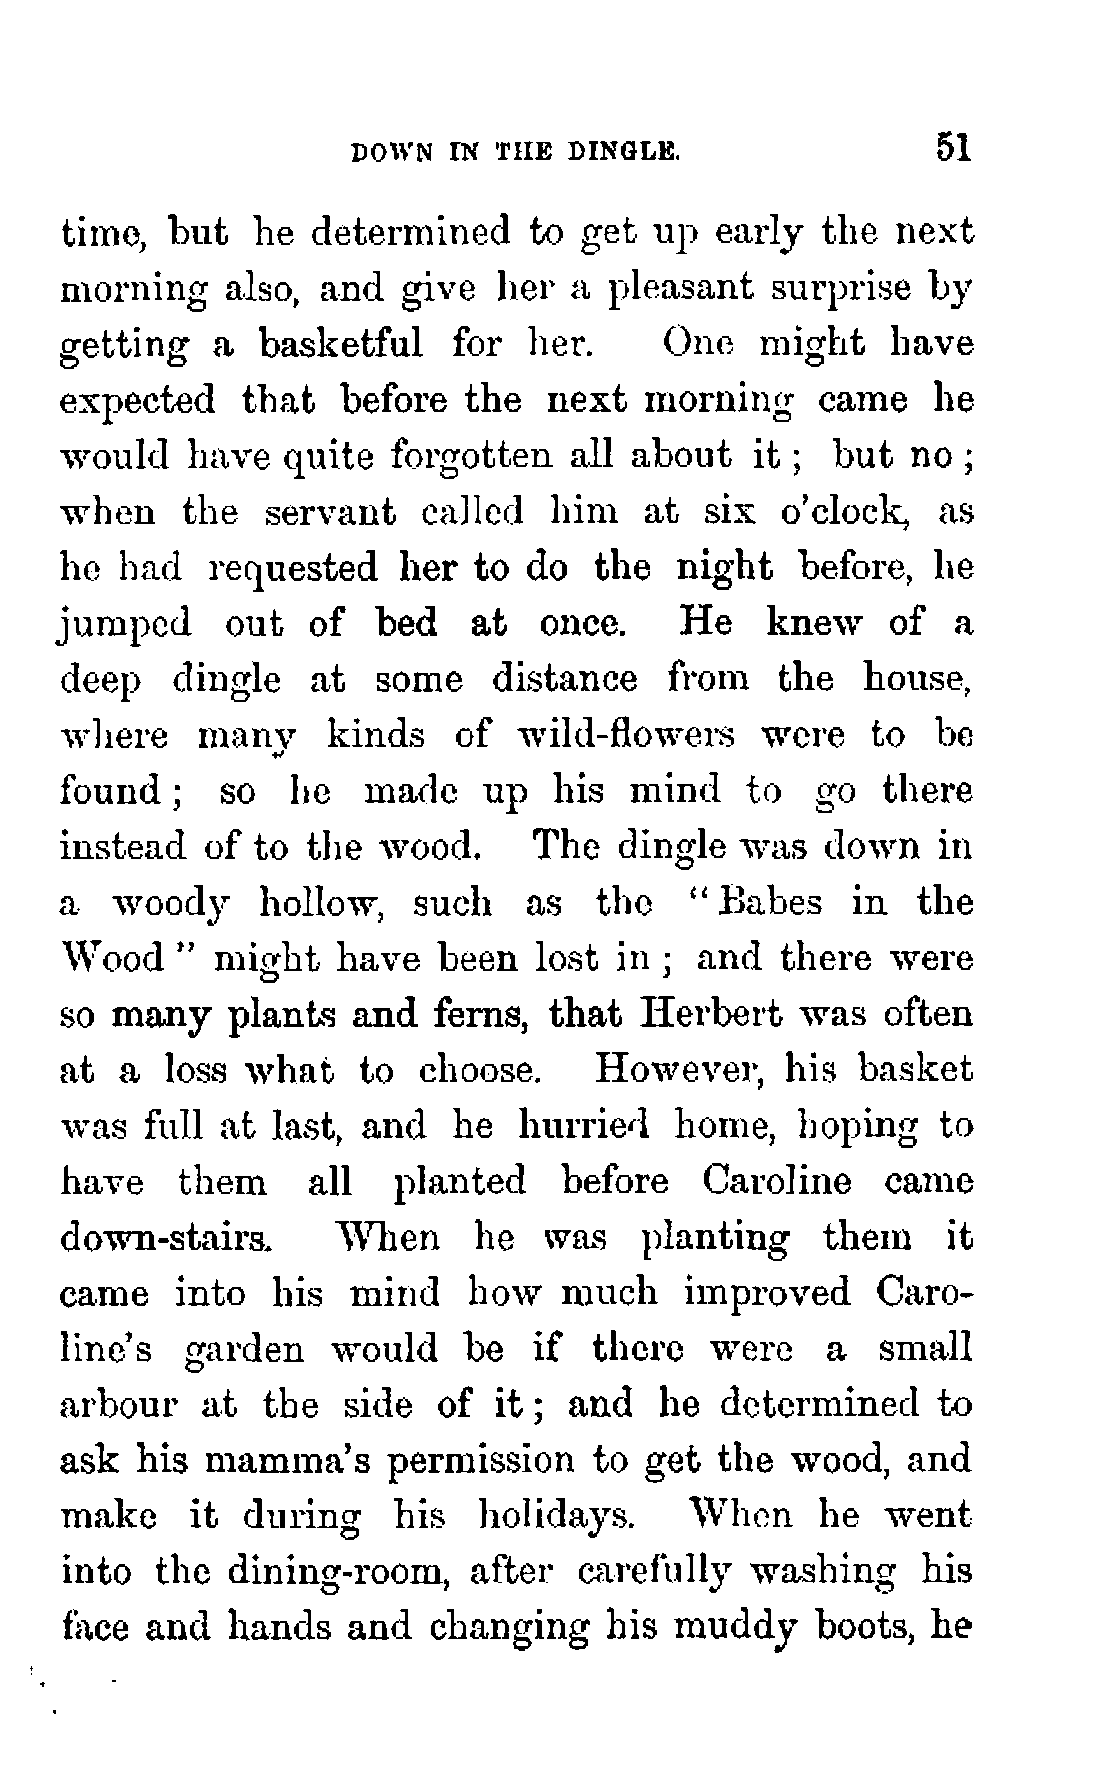 DOWN IN THE DINGLE. 51
time, but he determined to get up early the next
morning also, and give her a pleasant surprise by
getting a basketful for her. One might have
expected that before the next morning came he
would have quite forgotten all about it ; but no ;
when the servant called him at six o'clock, as
he had requested her to do the night before, he
jumped out of bed at once. He knew of a
deep dingle at some distance from the house,
where many kinds of wild-flowers were to be
found ; so he made up his mind to go there
instead of to the wood. The dingle was down in
a woody hollow, such as the " Babes in the
Wood " might have been lost in ; and there were
so many plants and ferns, that Herbert was often
at a loss what to choose. However, his basket
was full at last, and he hurried home, hoping to
have them all planted before Caroline came
down-stairs. When he was planting them it
came into his mind how much improved Caro-
line's garden would be if there were a small
arbour at the side of it ; and he determined to
ask his mamma's permission to get the wood, and
make it during his holidays. When he went
into the dining-room, after carefully washing his
face and hands and changing his muddy boots, he